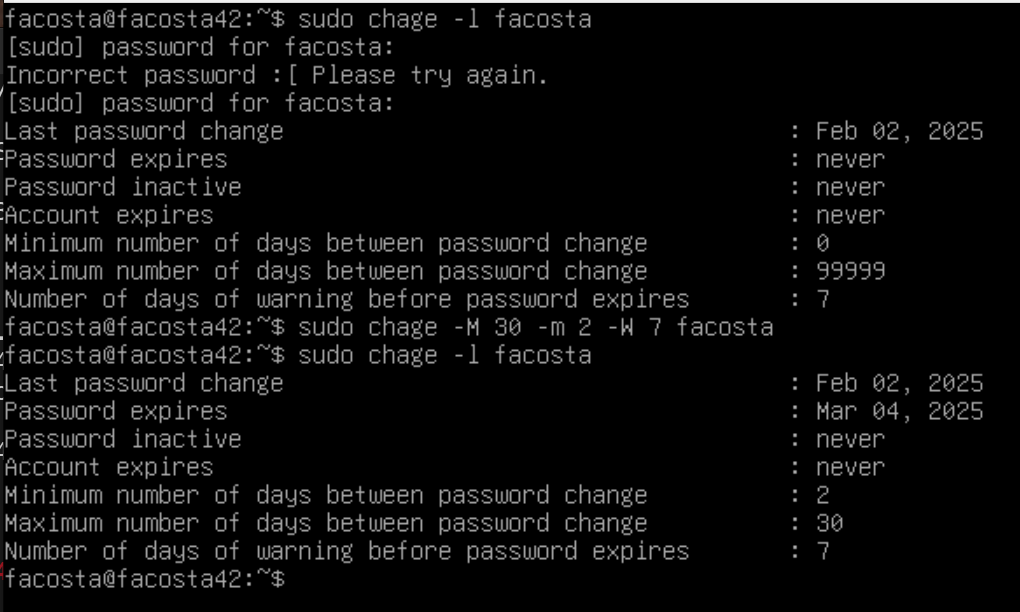 facosta@facosta42:~$ sudo chage -l facosta
[sudo] password for facosta:
Incorrect password :[ Please try again.
[sudo] password for facosta:
Last password change : Feb 02, 2025
Password expires : never
Password inactive : never
Account expires : never
Minimum number of days between password change : 0
Maximum number of days between password change : 99999
Number of days of warning before password expires : 7
facosta@facosta42:~$ sudo chage -M 30 -m 2 -W 7 facosta
facosta@facosta42:~$ sudo chage -l facosta
Last password change : Feb 02, 2025
Password expires : Mar 04, 2025
Password inactive : never
Account expires : never
Minimum number of days between password change : 2
Maximum number of days between password change : 30
Number of days of warning before password expires : 7
facosta@facosta42:~$